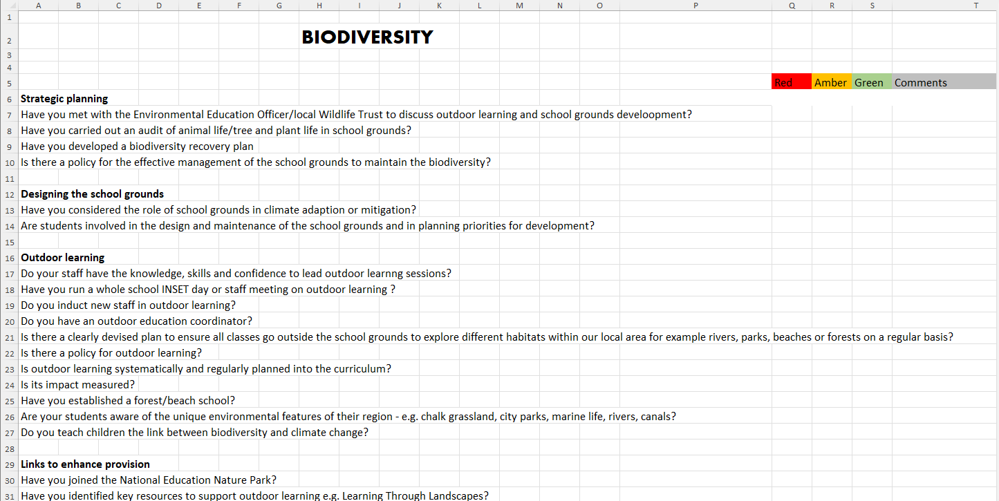 A B C D E F G H I J K L M N O P Q R S T
1
2 BIODIVERSITY
3
4
5 Red Amber Green Comments
6 Strategic planning
7 Have you met with the Environmental Education Officer/local Wildlife Trust to discuss outdoor learning and school grounds develoopment?
8 Have you carried out an audit of animal life/tree and plant life in school grounds?
9 Have you developed a biodiversity recovery plan
10 Is there a policy for the effective management of the school grounds to maintain the biodiversity?
11
12 Designing the school grounds
13 Have you considered the role of school grounds in climate adaption or mitigation?
14 Are students involved in the design and maintenance of the school grounds and in planning priorities for development?
15
16 Outdoor learning
17 Do your staff have the knowledge, skills and confidence to lead outdoor learnng sessions?
18 Have you run a whole school INSET day or staff meeting on outdoor learning ?
19 Do you induct new staff in outdoor learning?
20 Do you have an outdoor education coordinator?
21 Is there a clearly devised plan to ensure all classes go outside the school grounds to explore different habitats within our local area for example rivers, parks, beaches or forests on a regular basis?
22 Is there a policy for outdoor learning?
23 Is outdoor learning systematically and regularly planned into the curriculum?
24 Is its impact measured?
25 Have you established a forest/beach school?
26 Are your students aware of the unique environmental features of their region - e.g. chalk grassland, city parks, marine life, rivers, canals?
27 Do you teach children the link between biodiversity and climate change?
28
29 Links to enhance provision
30 Have you joined the National Education Nature Park?
31 Have you identified key resources to support outdoor learning e.g. Learning Through Landscapes?